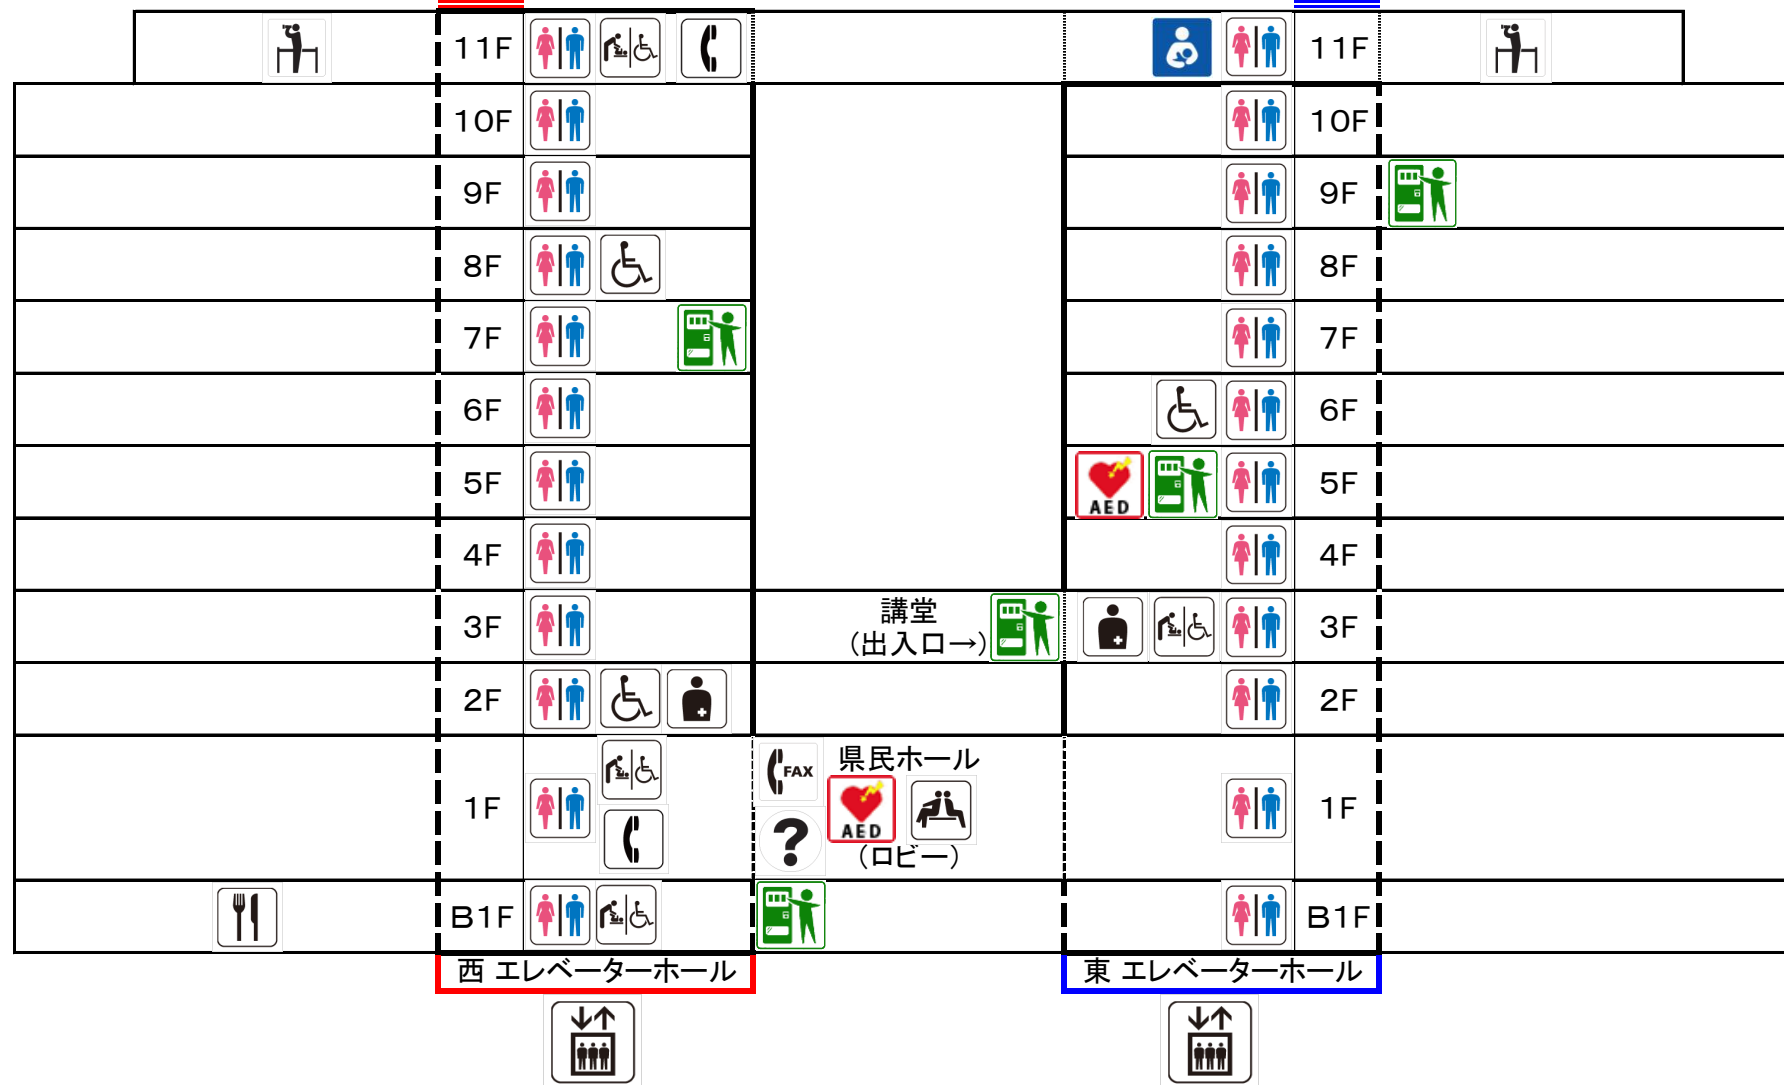 11F 11F
10F 10F
9F 9F
8F 8F
7F 7F
6F 6F
5F AED 5F
4F 4F
3F 講堂 3F
(出入口→)
2F 2F
県民ホール
1F FAX AED 1F
?
(ロビー)
B1F B1F
西 エレベーターホール 東 エレベーターホール